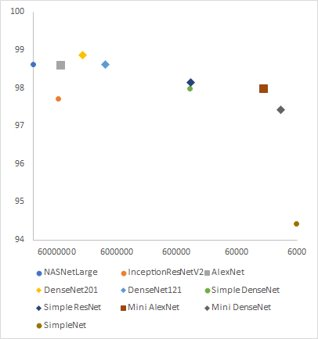 100
99
98
97
96
95
94
60000000 6000000 600000 60000 6000
NASNetLarge InceptionResNetV2 AlexNet
DenseNet201 DenseNet121 Simple DenseNet
Simple ResNet Mini AlexNet Mini DenseNet
SimpleNet